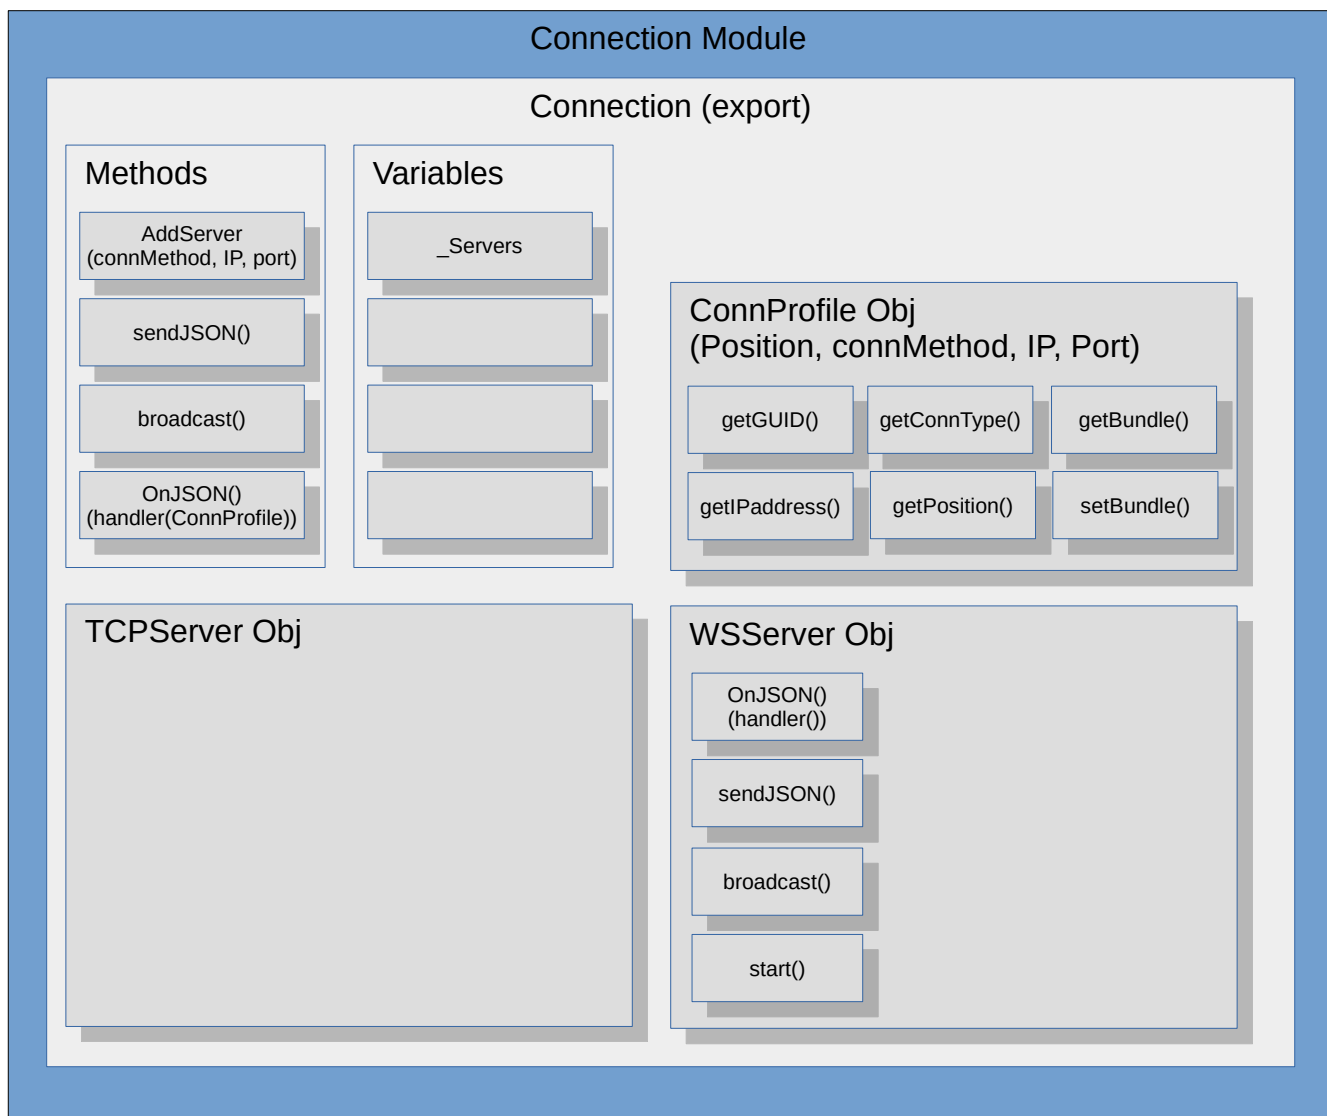 Connection Module
Connection (export)
Methods
AddServer
(connMethod, IP, port)
sendJSON()
broadcast()
OnJSON()
(handler(ConnProfile))
Variables
_Servers
ConnProfile Obj
(Position, connMethod, IP, Port)
getGUID()
getConnType()
getBundle()
getIPaddress()
getPosition()
setBundle()
TCPServer Obj
WSServer Obj
OnJSON()
(handler())
sendJSON()
broadcast()
start()